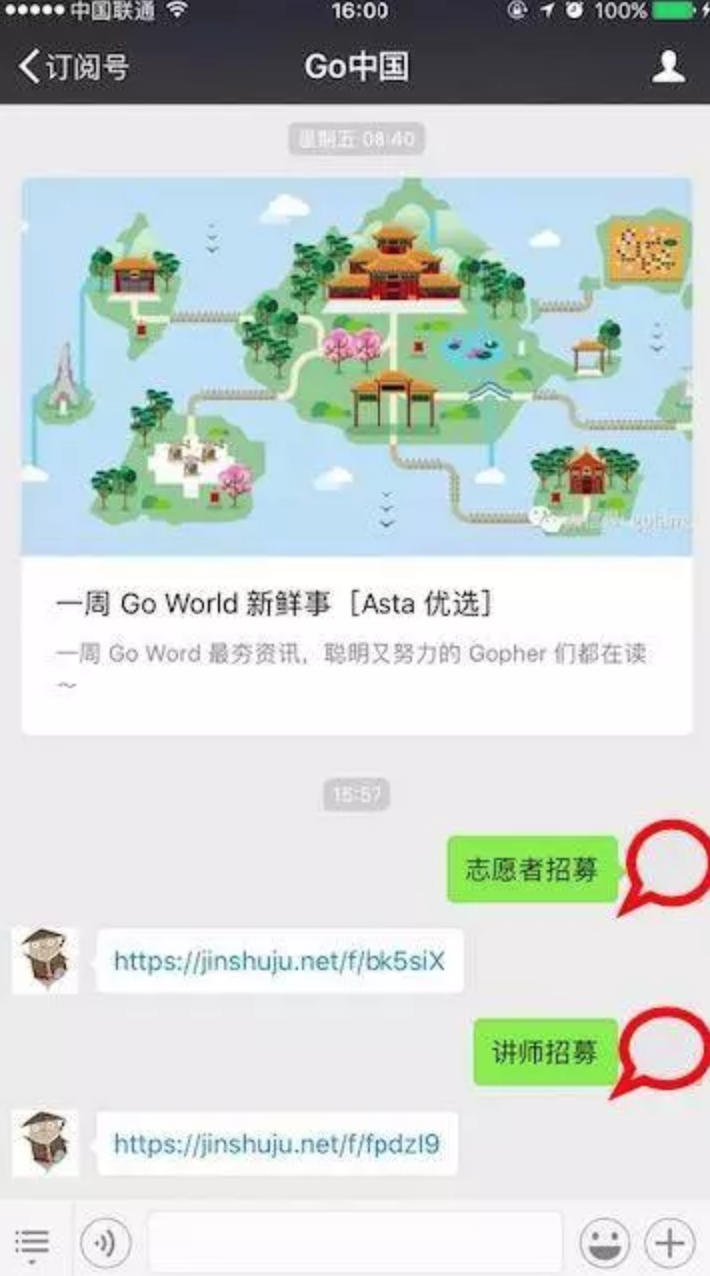 中国联通
16:00
100%
订阅号
Go中国
星期五 08:40
一周 Go World 新鲜事［Asta 优选］
一周 Go Word 最夯资讯，聪明又努力的 Gopher 们都在读
～
15:57
志愿者招募
https://jinshuju.net/f/bk5siX
讲师招募
https://jinshuju.net/f/fpdzI9